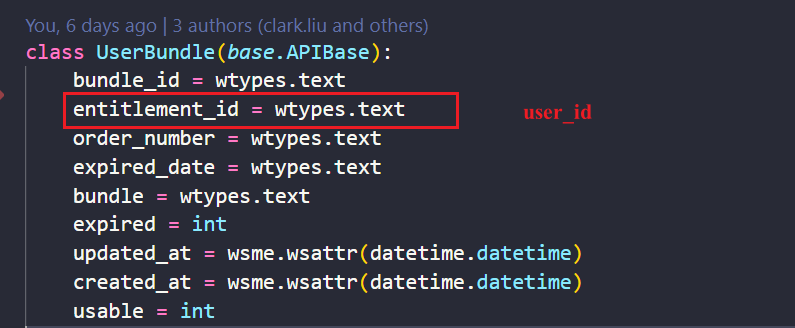 You, 6 days ago | 3 authors (clark.liu and others)
class UserBundle(base.APIBase):
bundle_id = wtypes.text
entitlement_id = wtypes.text
user_id
order_number = wtypes.text
expired_date = wtypes.text
bundle = wtypes.text
expired = int
updated_at = wsme.wsattr(datetime.datetime)
created_at = wsme.wsattr(datetime.datetime)
usable = int